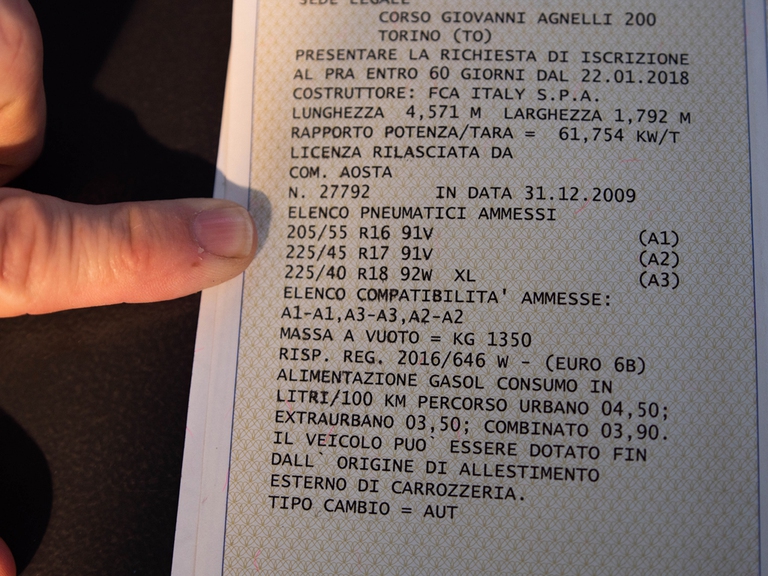 SEDE LEGALE
CORSO GIOVANNI AGNELLI 200
TORINO (TO)
PRESENTARE LA RICHIESTA DI ISCRIZIONE
AL PRA ENTRO 60 GIORNI DAL 22.01.2018
COSTRUTTORE: FCA ITALY S.P.A.
LUNGHEZZA 4,571 M LARGHEZZA 1,792 M
RAPPORTO POTENZA/TARA = 61,754 KW/T
LICENZA RILASCIATA DA
COM. AOSTA
N. 27792 IN DATA 31.12.2009
ELENCO PNEUMATICI AMMESSI
205/55 R16 91V (A1)
225/45 R17 91V (A2)
225/40 R18 92W XL (A3)
ELENCO COMPATIBILITA' AMMESSE:
A1-A1,A3-A3,A2-A2
MASSA A VUOTO = KG 1350
RISP. REG. 2016/646 W - (EURO 6B)
ALIMENTAZIONE GASOL CONSUMO IN
LITRI/100 KM PERCORSO URBANO 04,50;
EXTRAURBANO 03,50; COMBINATO 03,90.
IL VEICOLO PUO` ESSERE DOTATO FIN
DALL` ORIGINE DI ALLESTIMENTO
ESTERNO DI CARROZZERIA.
TIPO CAMBIO = AUT